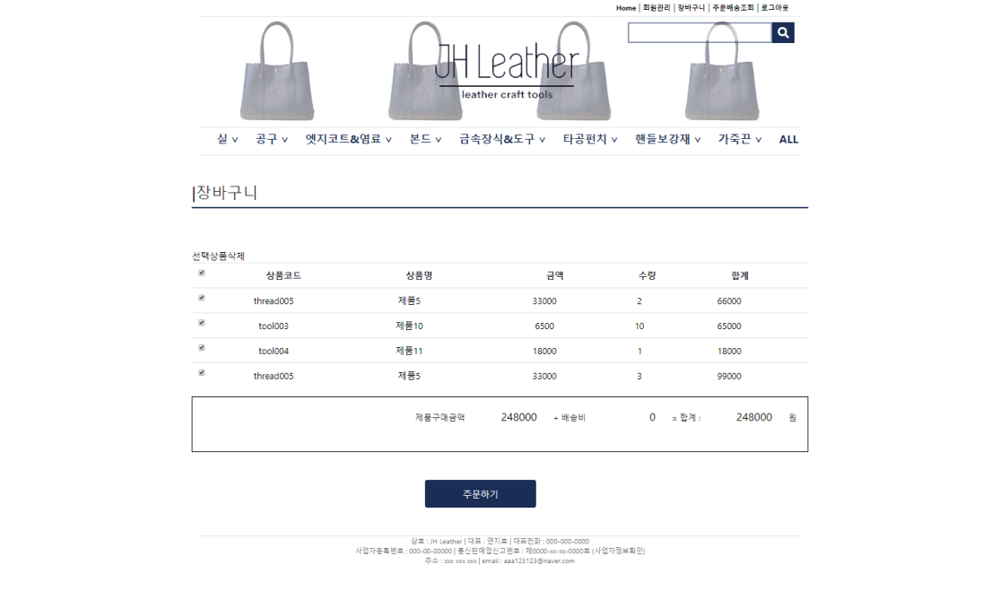 Home | 회원관리 | 장바구니 | 주문배송조회 | 로그아웃
JH Leather
leather craft tools
실 ∨ 공구 ∨ 엣지코트&염료 ∨ 본드 ∨ 금속장식&도구 ∨ 타공펀치 ∨ 핸들보강재 ∨ 가죽끈 ∨ ALL
|장바구니
선택상품삭제
상품코드 상품명 금액 수량 합계
thread005 제품5 33000 2 66000
tool003 제품10 6500 10 65000
tool004 제품11 18000 1 18000
thread005 제품5 33000 3 99000
제품구매금액 248000 + 배송비 0 = 합계 : 248000 원
주문하기
상호 : JH Leather | 대표 : 연지흐 | 대표전화 : 000-000-0000
사업자등록번호 : 000-00-00000 | 통신판매업신고번호 : 제0000-xx-xx-0000호 (사업자정보확인)
주소 : xxx xxx xxx | email : aaa123123@naver.com